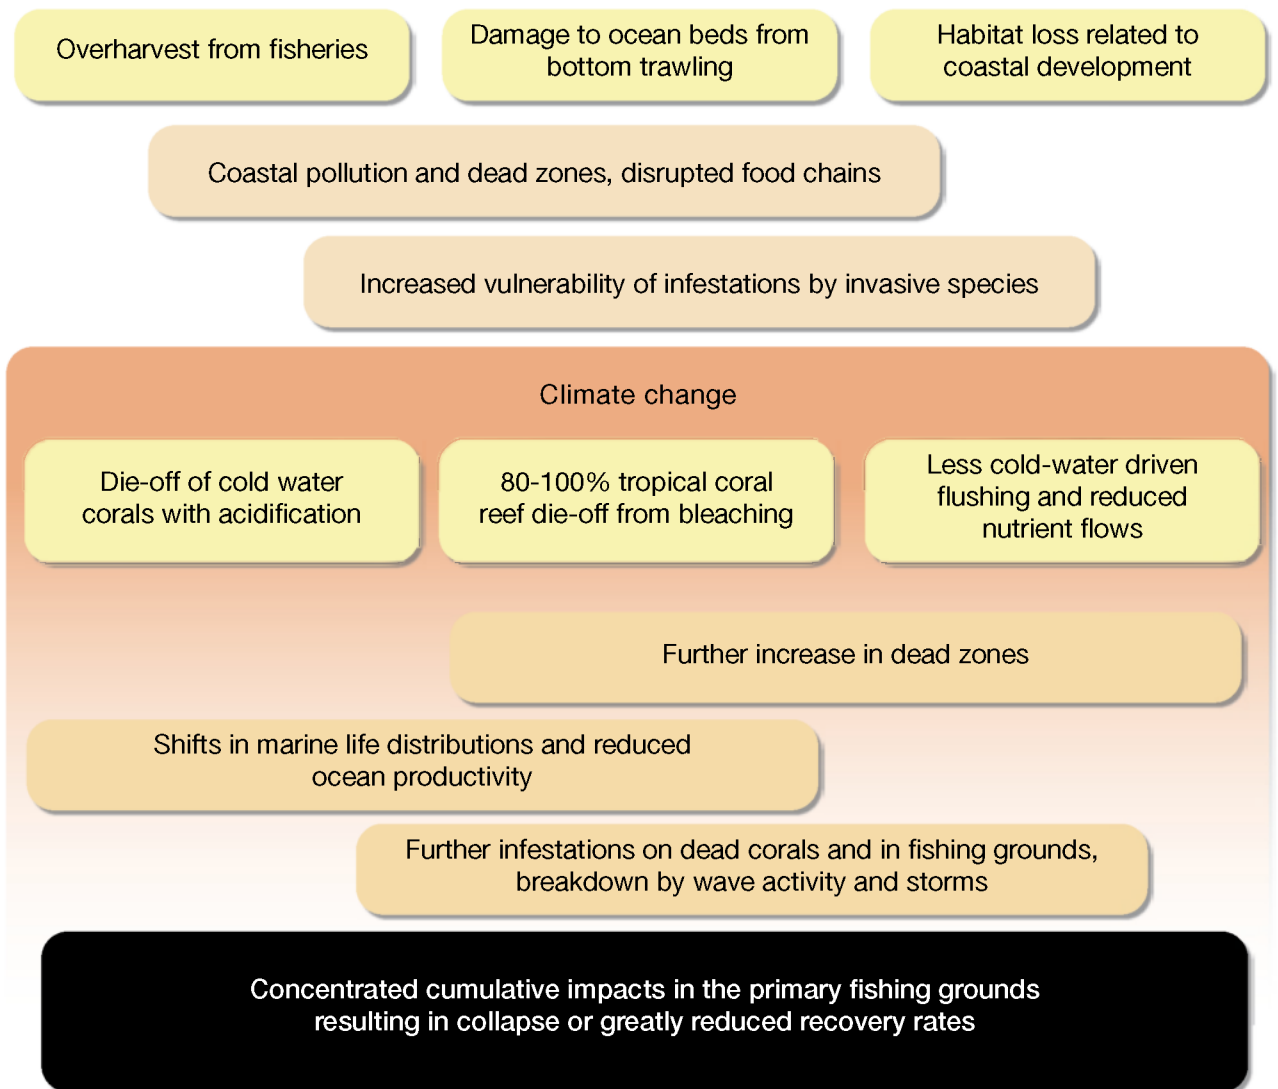 Overharvest from fisheries
Damage to ocean beds from
bottom trawling
Habitat loss related to
coastal development
Coastal pollution and dead zones, disrupted food chains
Increased vulnerability of infestations by invasive species
Climate change
Die-off of cold water
corals with acidification
80-100% tropical coral
reef die-off from bleaching
Less cold-water driven
flushing and reduced
nutrient flows
Further increase in dead zones
Shifts in marine life distributions and reduced
ocean productivity
Further infestations on dead corals and in fishing grounds,
breakdown by wave activity and storms
Concentrated cumulative impacts in the primary fishing grounds
resulting in collapse or greatly reduced recovery rates